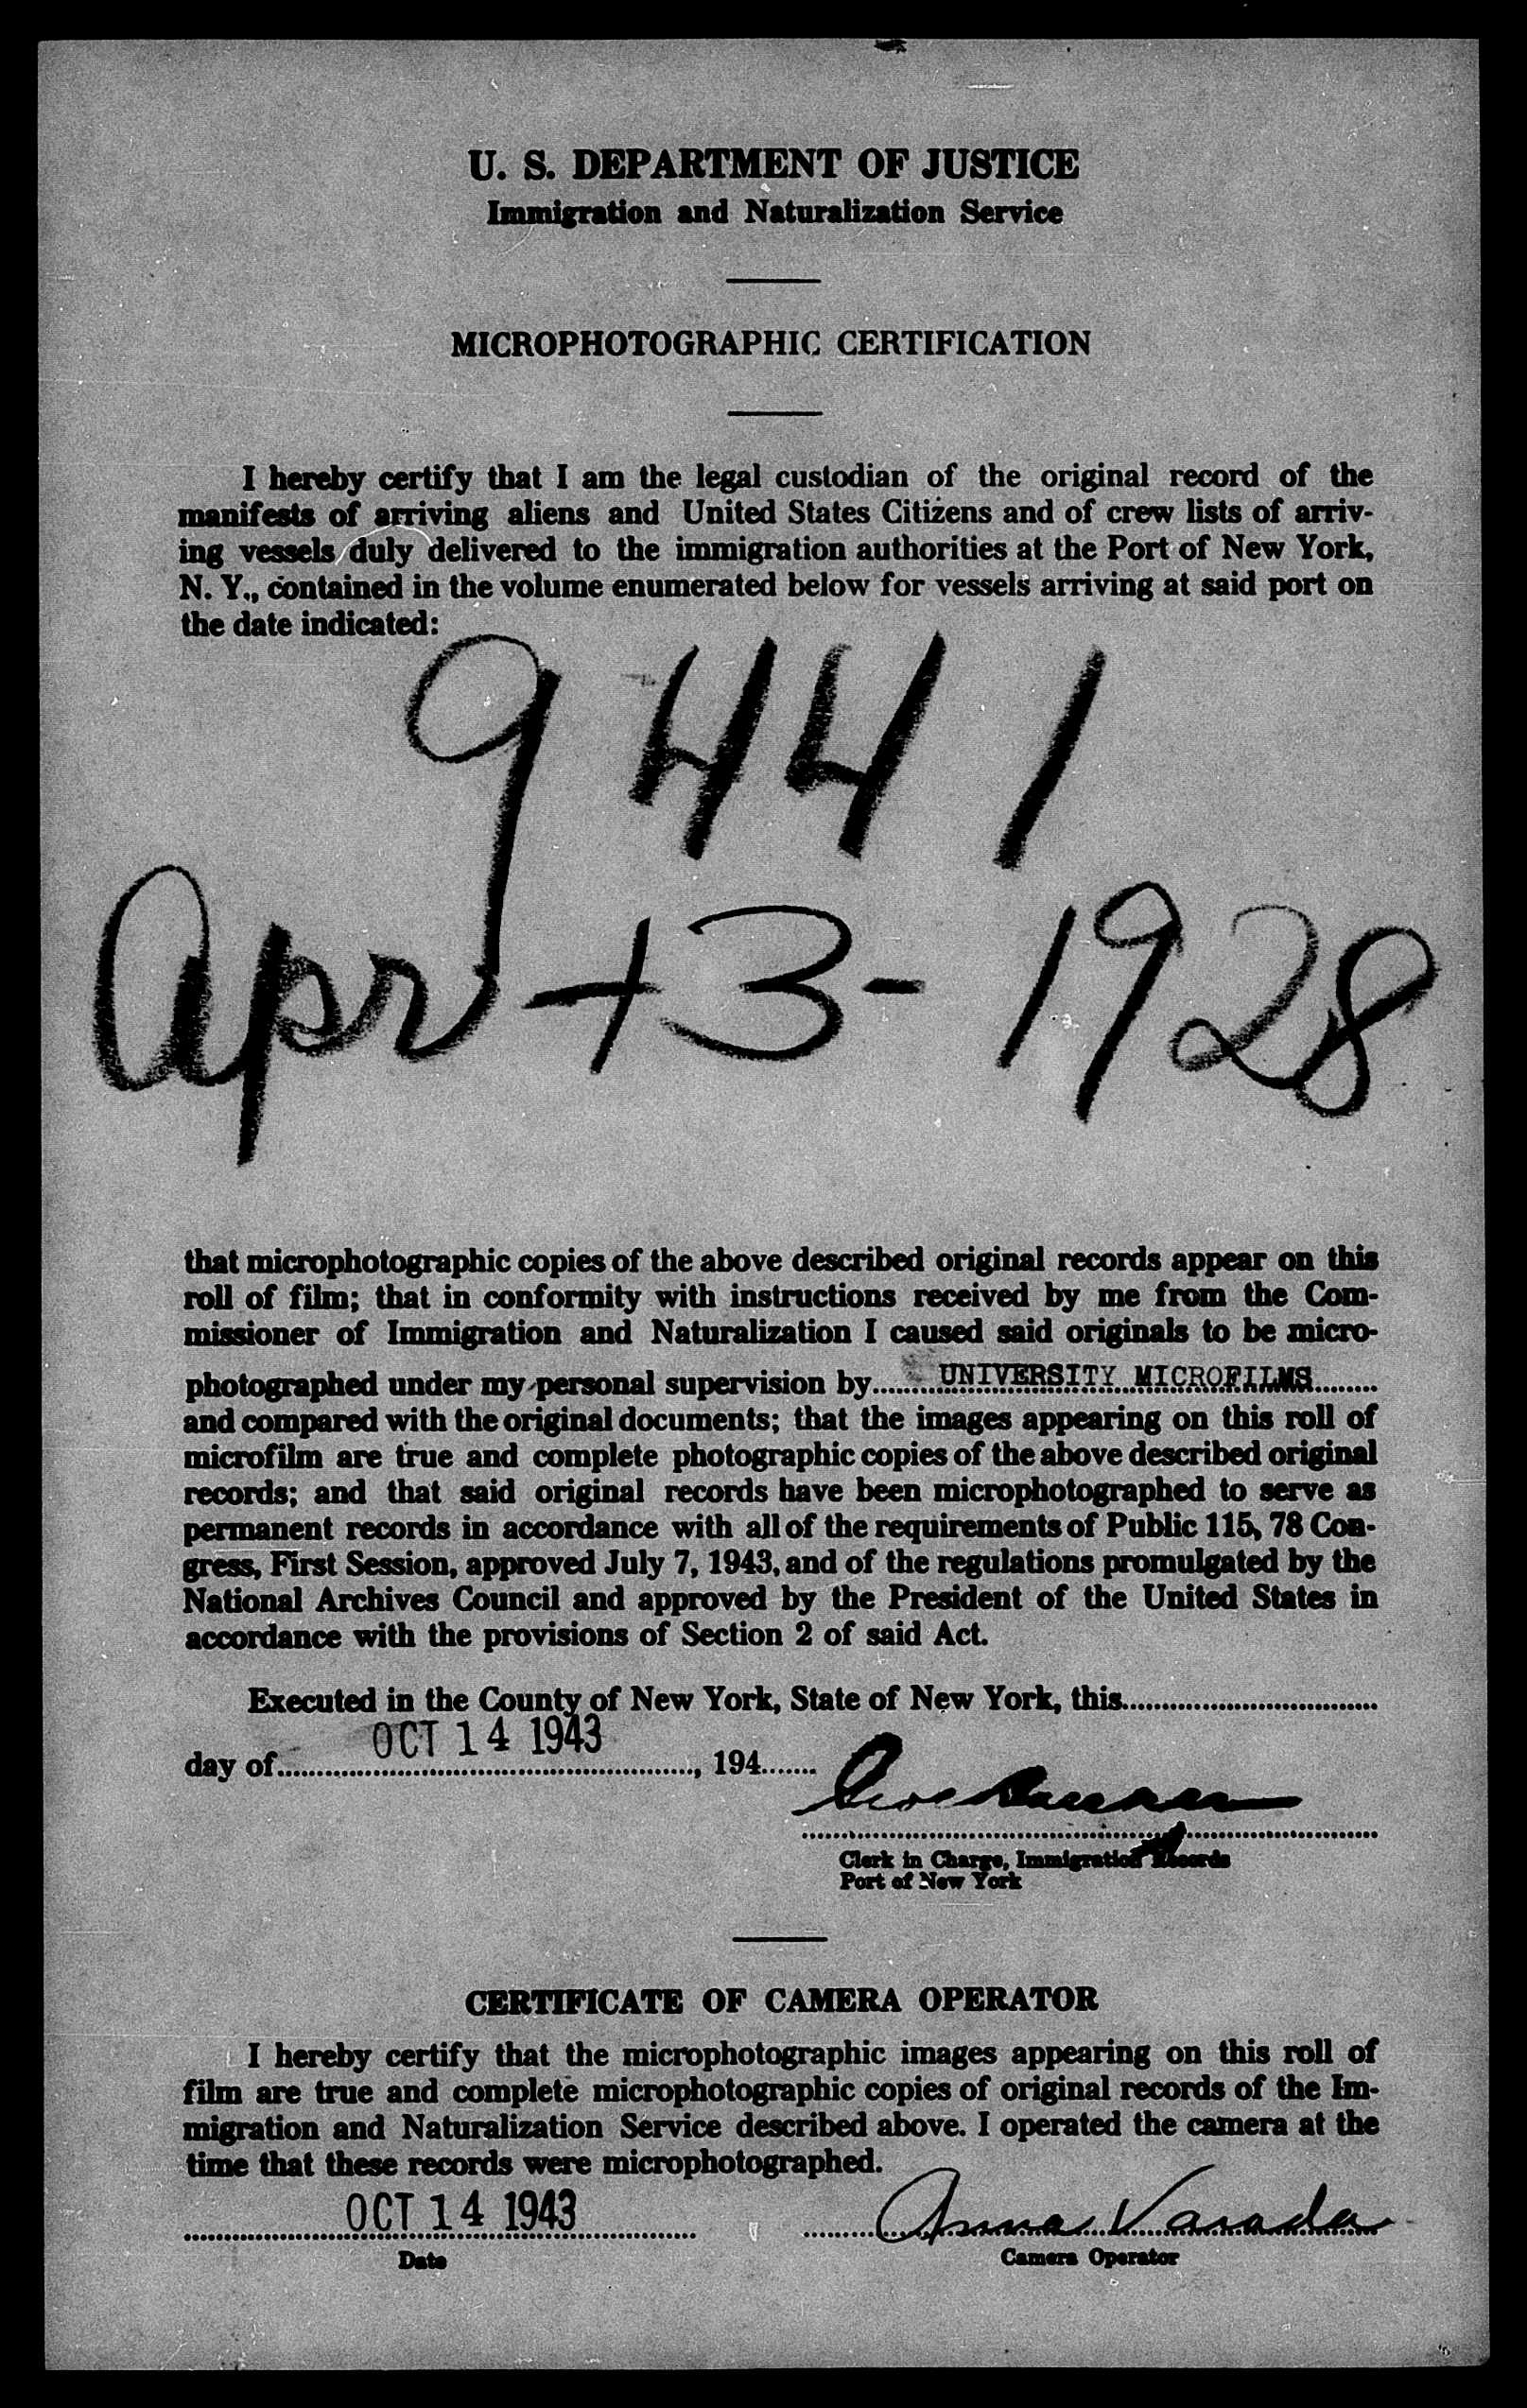 U. S. DEPARTMENT OF JUSTICE
Immigration and Naturalization Service
MICROPHOTOGRAPHIC CERTIFICATION
I hereby certify that I am the legal custodian of the original record of the
manifests of arriving aliens and United States Citizens and of crew lists of arriv-
ing vessels duly delivered to the immigration authorities at the Port of New York,
N. Y., contained in the volume enumerated below for vessels arriving at said port on
the date indicated:
9441
Apr + 3 - 1928
that microphotographic copies of the above described original records appear on this
roll of film; that in conformity with instructions received by me from the Com-
missioner of Immigration and Naturalization I caused said originals to be micro-
photographed under my personal supervision by UNIVERSITY MICROFILMS
and compared with the original documents; that the images appearing on this roll of
microfilm are true and complete photographic copies of the above described original
records; and that said original records have been microphotographed to serve as
permanent records in accordance with all of the requirements of Public 115, 78 Con-
gress, First Session, approved July 7, 1943, and of the regulations promulgated by the
National Archives Council and approved by the President of the United States in
accordance with the provisions of Section 2 of said Act.
Executed in the County of New York, State of New York, this
day of OCT 14 1943, 194
Clerk in Charge, Immigration Records
Port of New York
CERTIFICATE OF CAMERA OPERATOR
I hereby certify that the microphotographic images appearing on this roll of
film are true and complete microphotographic copies of original records of the Im-
migration and Naturalization Service described above. I operated the camera at the
time that these records were microphotographed.
OCT 14 1943 Anna Varada
Date Camera Operator